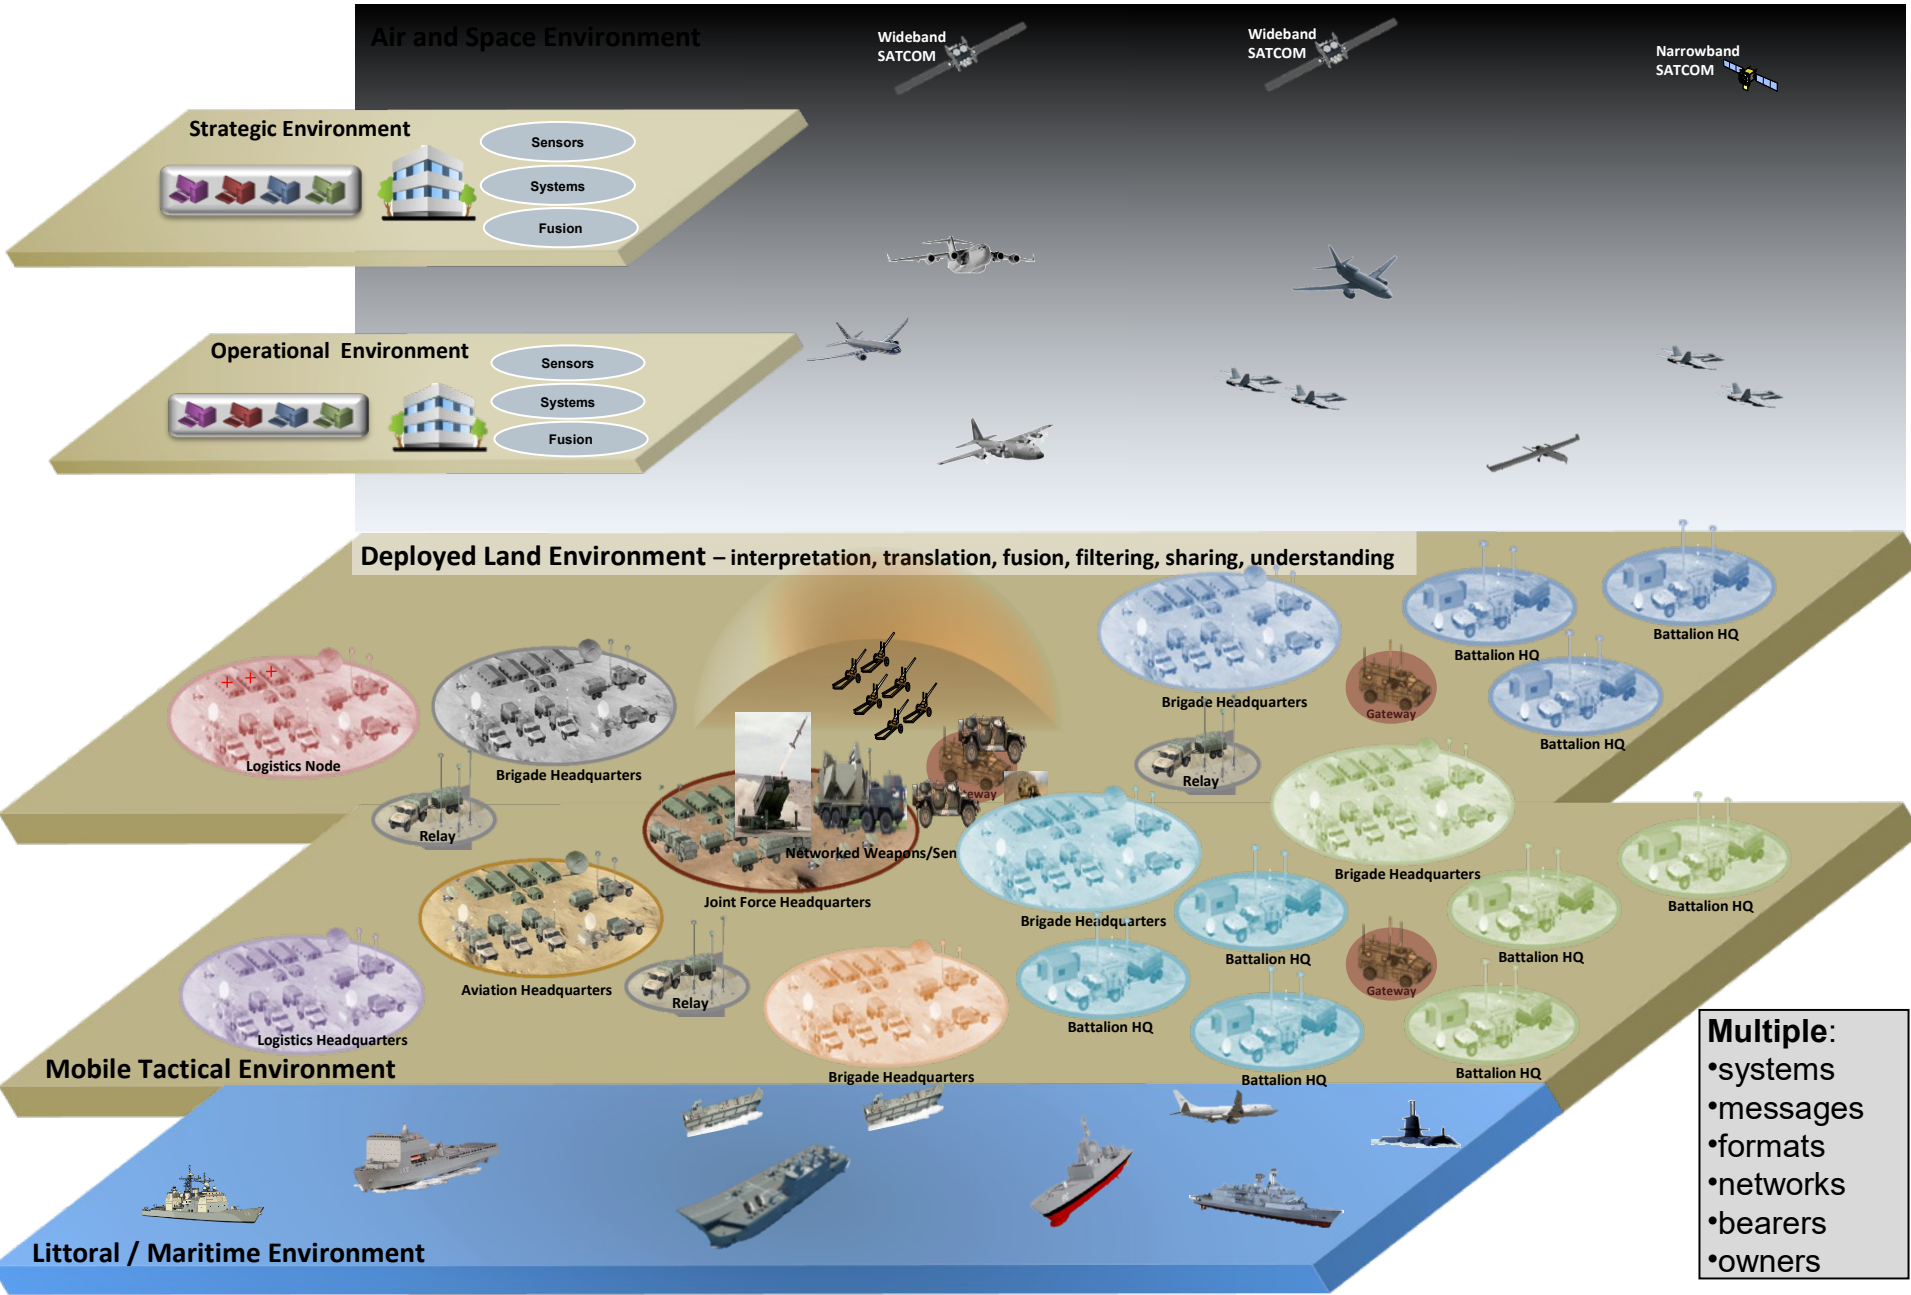 Air and Space Environment
Wideband
SATCOM
Wideband
SATCOM
Narrowband
SATCOM
Strategic Environment
Sensors
Systems
Fusion
Operational Environment
Sensors
Systems
Fusion
Deployed Land Environment – interpretation, translation, fusion, filtering, sharing, understanding
Battalion HQ
Battalion HQ
Battalion HQ
Brigade Headquarters
Gateway
Logistics Node
Brigade Headquarters
Relay
Relay
Gateway
Networked Weapons/Sen
Joint Force Headquarters
Brigade Headquarters
Brigade Headquarters
Battalion HQ
Battalion HQ
Battalion HQ
Battalion HQ
Battalion HQ
Battalion HQ
Gateway
Aviation Headquarters
Relay
Logistics Headquarters
Brigade Headquarters
Mobile Tactical Environment
Littoral / Maritime Environment
Multiple:
•systems
•messages
•formats
•networks
•bearers
•owners